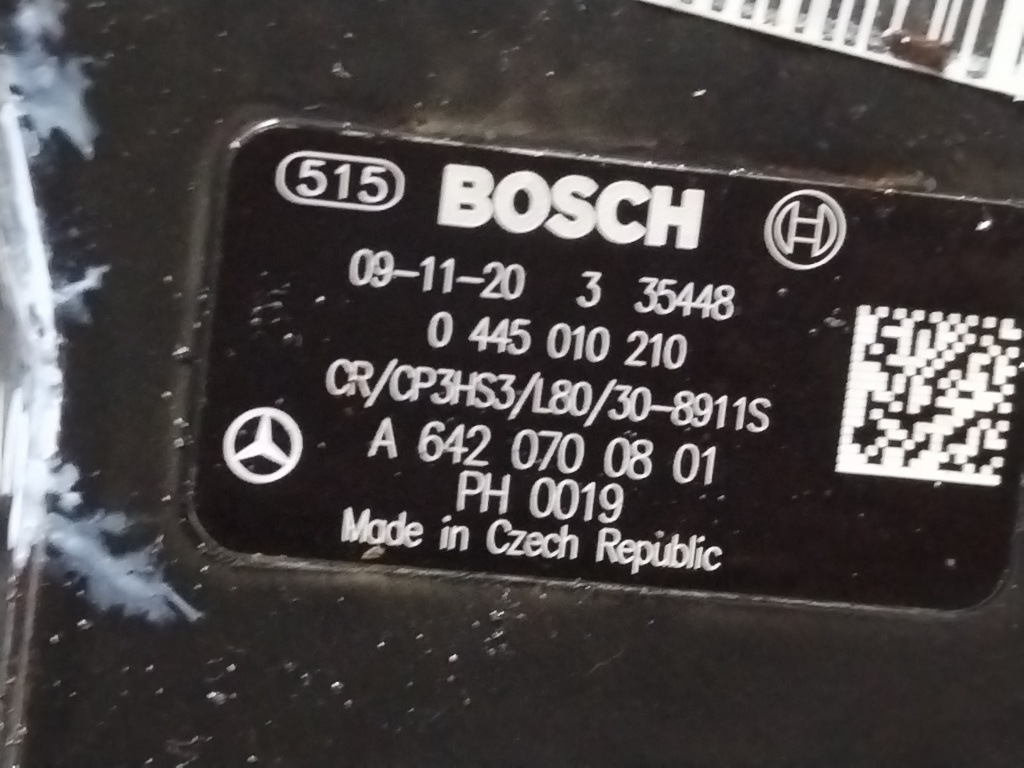 515 BOSCH H
09-11-20 3 35448
0 445 010 210
CR/CP3HS3/L80/30-8911S
A 642 070 08 01
PH 0019
Made in Czech Republic